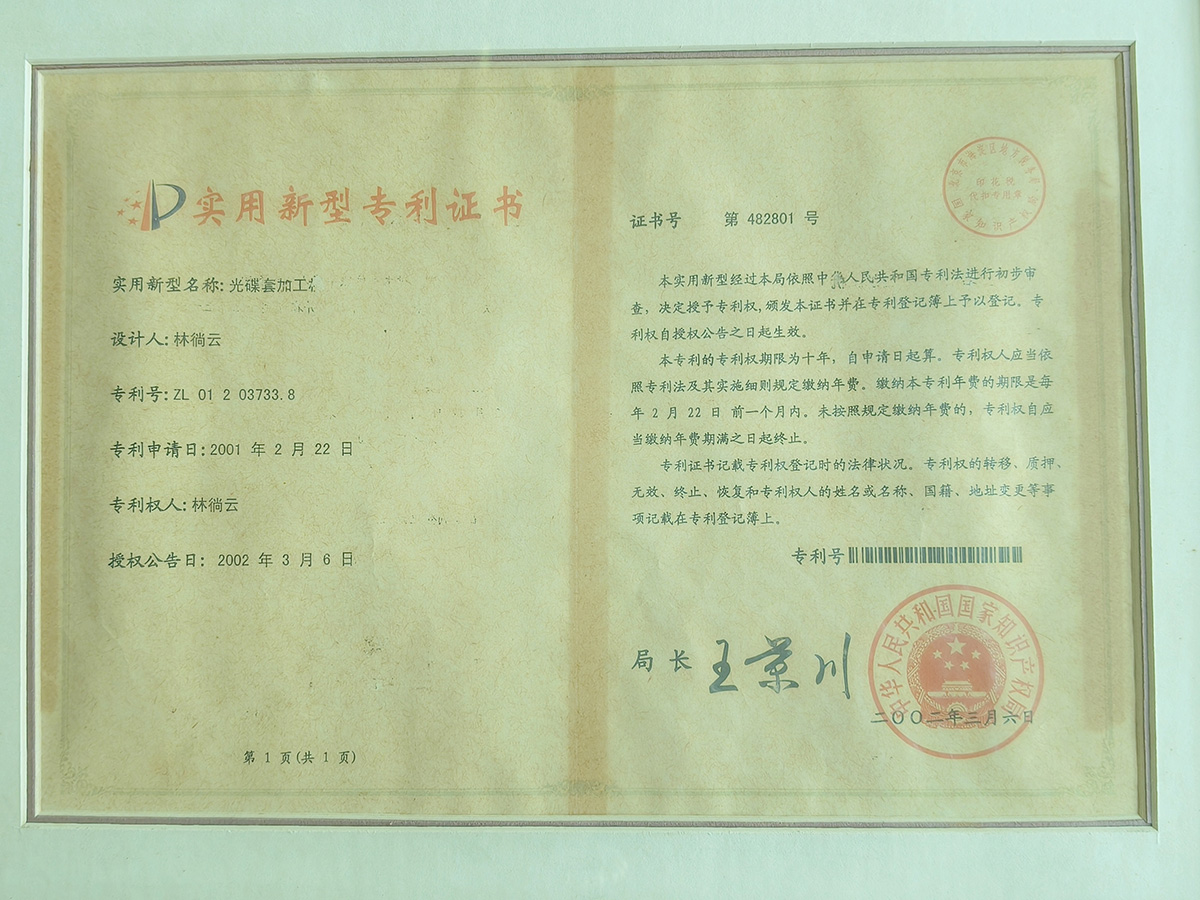 实用新型专利证书
实用新型名称:光碟套加工
设计人:林徜云
专利号:ZL 01 2 03733.8
专利申请日:2001 年 2 月 22 日
专利权人:林徜云
授权公告日: 2002 年 3 月 6 日
第 1 页(共 1 页)
证书号 第 482801 号
印花税
本实用新型经过本局依照中华人民共和国专利法进行初步审
查,决定授予专利权,颁发本证书并在专利登记簿上予以登记。专
利权自授权公告之日起生效。
本专利的专利权期限为十年,自申请日起算。专利权人应当依
照专利法及其实施细则规定缴纳年费。缴纳本专利年费的期限是每
年 2 月 22 日 前一个月内。未按照规定缴纳年费的,专利权自应
当缴纳年费期满之日起终止。
专利证书记载专利权登记时的法律状况。专利权的转移、质押、
无效、终止、恢复和专利权人的姓名或名称、国籍、地址变更等事
项记载在专利登记簿上。
专利号
局长 王景川
中华人民共和国国家知识产权局
二〇〇二年三月六日